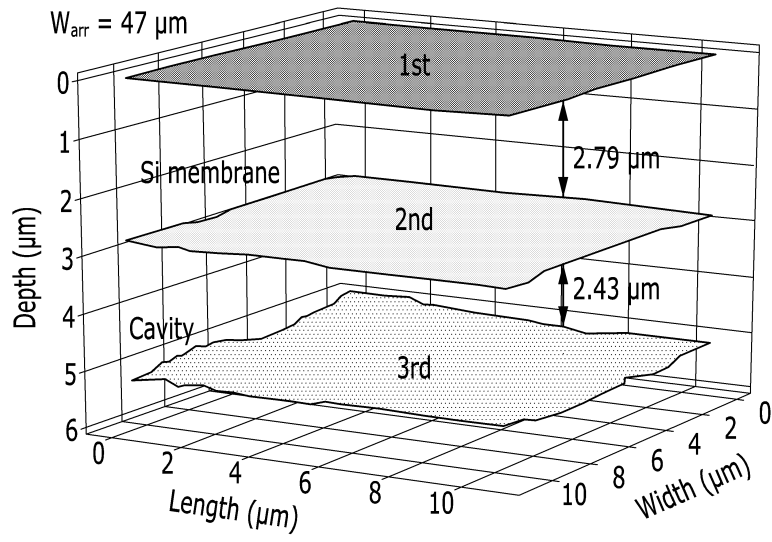 Warr = 47 µm
1st
2.79 µm
Si membrane
2nd
2.43 µm
Cavity
3rd
Depth (µm)
0
1
2
3
4
5
6
0
2
4
6
8
10
Length (µm)
10
8
6
4
2
0
Width (µm)